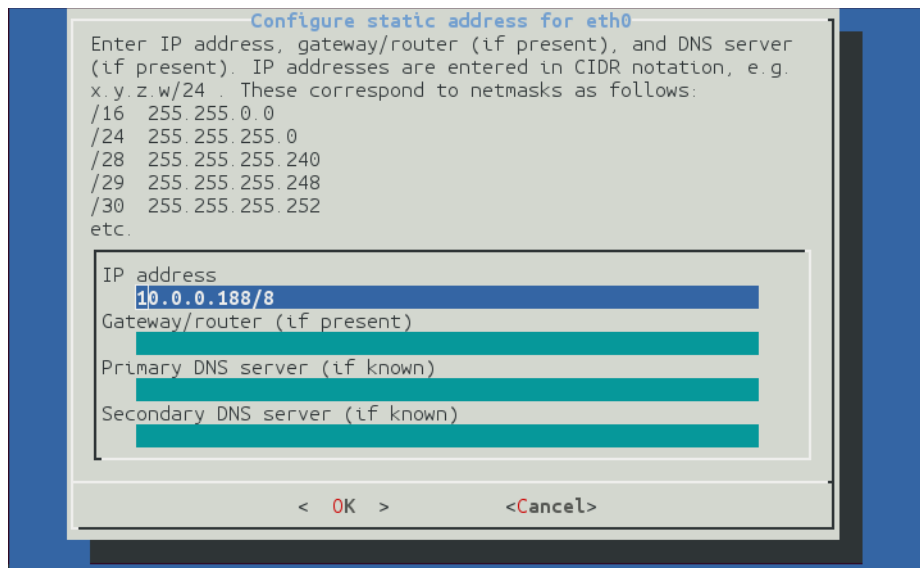 Configure static address for eth0
Enter IP address, gateway/router (if present), and DNS server
(if present). IP addresses are entered in CIDR notation, e.g.
x.y.z.w/24 . These correspond to netmasks as follows:
/16  255.255.0.0
/24  255.255.255.0
/28  255.255.255.240
/29  255.255.255.248
/30  255.255.255.252
etc.
IP address
10.0.0.188/8
Gateway/router (if present)
Primary DNS server (if known)
Secondary DNS server (if known)
<  OK  >          <Cancel>